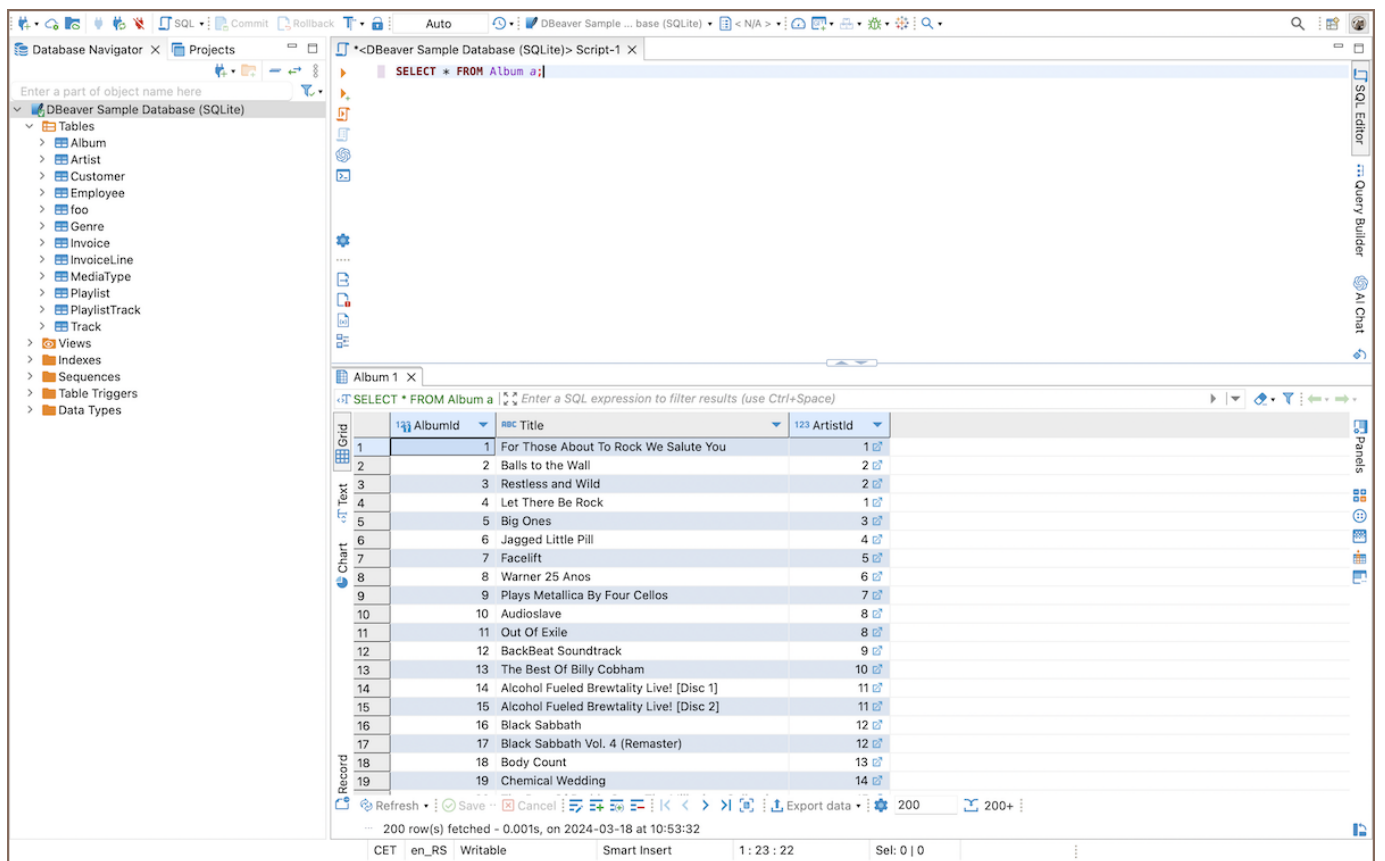 SQL Commit Rollback Auto DBeaver Sample ... base (SQLite) < N/A >
Database Navigator Projects
Enter a part of object name here
DBeaver Sample Database (SQLite)
Tables
Album
Artist
Customer
Employee
foo
Genre
Invoice
InvoiceLine
MediaType
Playlist
PlaylistTrack
Track
Views
Indexes
Sequences
Table Triggers
Data Types
*<DBeaver Sample Database (SQLite)> Script-1
SELECT * FROM Album a;
SQL Editor
Query Builder
AI Chat
Album 1
SELECT * FROM Album a Enter a SQL expression to filter results (use Ctrl+Space)
Grid
Text
Chart
Record
123 AlbumId ABC Title 123 ArtistId
1 1 For Those About To Rock We Salute You 1
2 2 Balls to the Wall 2
3 3 Restless and Wild 2
4 4 Let There Be Rock 1
5 5 Big Ones 3
6 6 Jagged Little Pill 4
7 7 Facelift 5
8 8 Warner 25 Anos 6
9 9 Plays Metallica By Four Cellos 7
10 10 Audioslave 8
11 11 Out Of Exile 8
12 12 BackBeat Soundtrack 9
13 13 The Best Of Billy Cobham 10
14 14 Alcohol Fueled Brewtality Live! [Disc 1] 11
15 15 Alcohol Fueled Brewtality Live! [Disc 2] 11
16 16 Black Sabbath 12
17 17 Black Sabbath Vol. 4 (Remaster) 12
18 18 Body Count 13
19 19 Chemical Wedding 14
Panels
Refresh Save Cancel Export data 200 200+
200 row(s) fetched - 0.001s, on 2024-03-18 at 10:53:32
CET en_RS Writable Smart Insert 1 : 23 : 22 Sel: 0 | 0